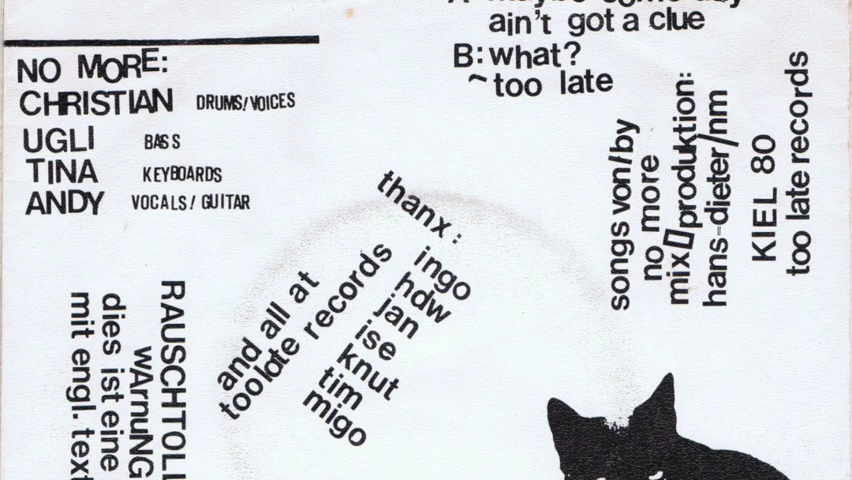 ain't got a clue
B: what?
~ too late
NO MORE:
CHRISTIAN DRUMS/VOICES
UGLI BASS
TINA KEYBOARDS
ANDY VOCALS/ GUITAR
thanx:
ingo
hdw
jan
ise
knut
tim
migo
and all at
toolate records
songs von/by
no more
mix▯produktion:
hans-dieter/nm
KIEL 80
too late records
RAUSCHTOLL
WArnuNG
dies ist eine
mit engl. text